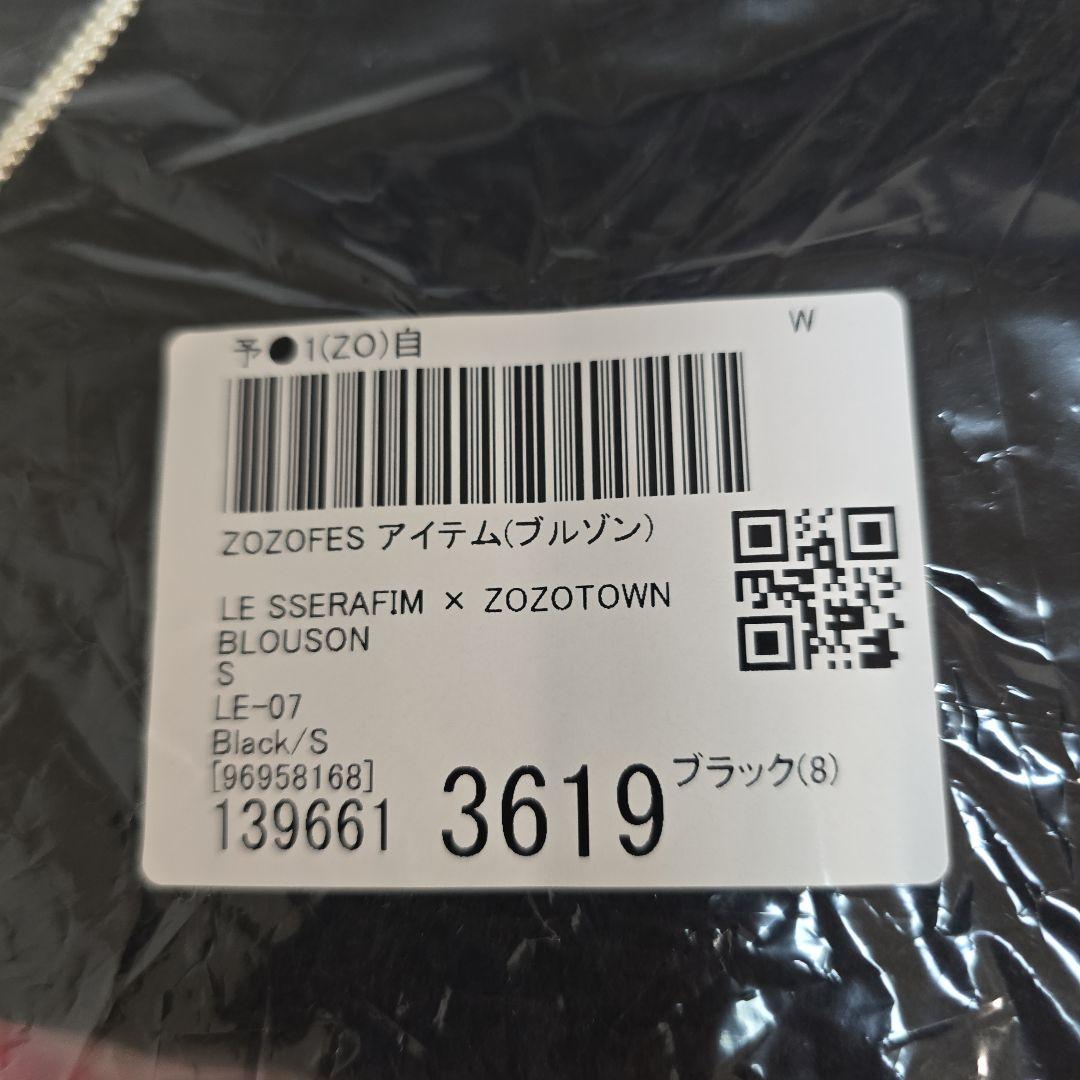 予●1(ZO)自
W
ZOZOFES アイテム(ブルゾン)
LE SSERAFIM × ZOZOTOWN
BLOUSON
S
LE-07
Black/S
[96958168]
139661 3619 ブラック(8)